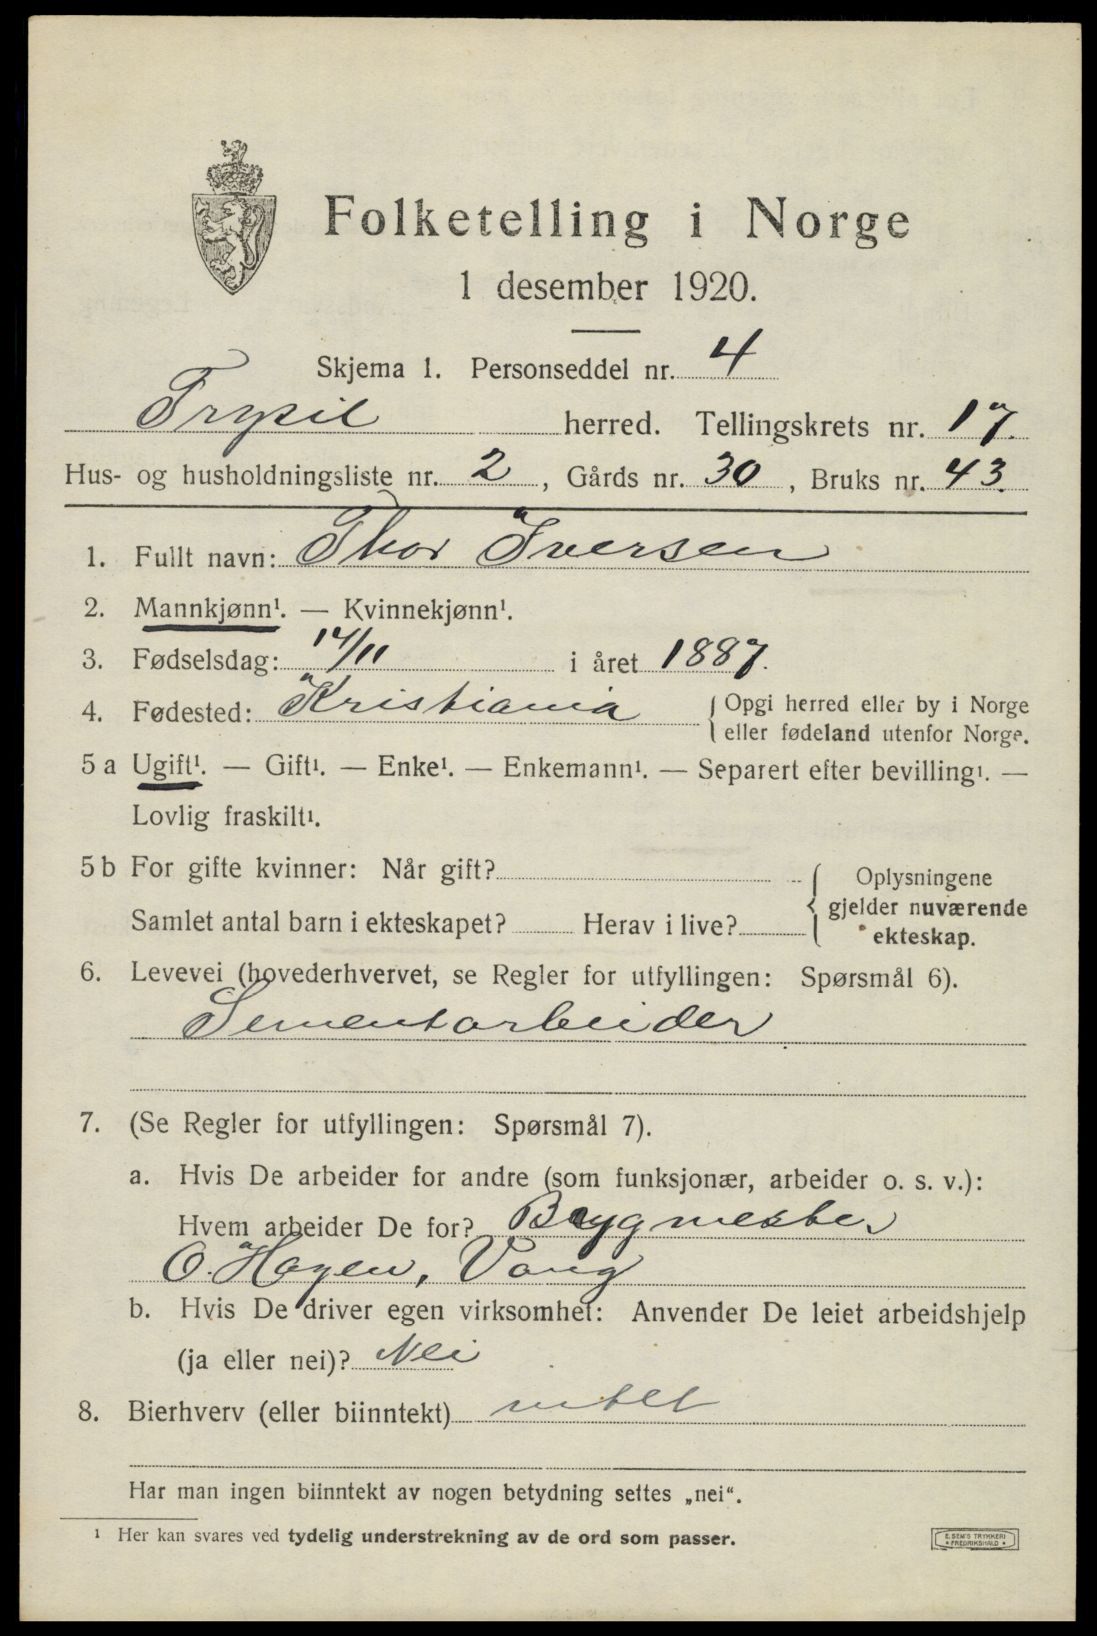 Folketelling i Norge
1 desember 1920.
Skjema 1. Personseddel nr. 4
Trysil herred. Tellingskrets nr. 17.
Hus- og husholdningsliste nr. 2, Gårds nr. 30, Bruks nr. 43.
1. Fullt navn: Thor Iversen
2. Mannkjønn¹. — Kvinnekjønn¹.
3. Fødselsdag: 14/11 i året 1887.
4. Fødested: Kristiania { Opgi herred eller by i Norge
eller fødeland utenfor Norge.
5 a Ugift¹. — Gift¹. — Enke¹. — Enkemann¹. — Separert efter bevilling¹. —
Lovlig fraskilt¹.
5 b For gifte kvinner: Når gift? { Oplysningene
gjelder nuværende
Samlet antal barn i ekteskapet? Herav i live? ekteskap.
6. Levevei (hovederhvervet, se Regler for utfyllingen: Spørsmål 6).
Sementarbeider
7. (Se Regler for utfyllingen: Spørsmål 7).
a. Hvis De arbeider for andre (som funksjonær, arbeider o. s. v.):
Hvem arbeider De for? Bygmester
O. Hagen, Vang
b. Hvis De driver egen virksomhet: Anvender De leiet arbeidshjelp
(ja eller nei)? Nei
8. Bierhverv (eller biinntekt) intet
Har man ingen biinntekt av nogen betydning settes „nei“.
¹ Her kan svares ved tydelig understrekning av de ord som passer.
E. SEM'S TRYKKERI
FREDRIKSHALD